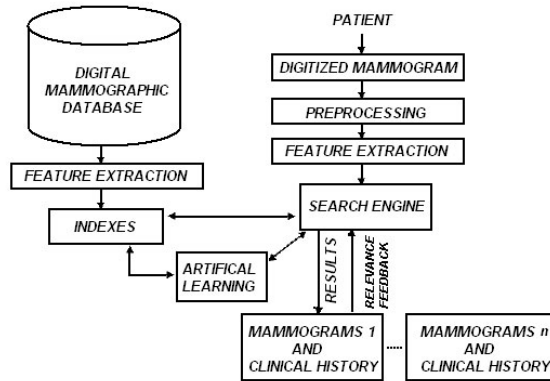 PATIENT
DIGITAL
MAMMOGRAPHIC
DATABASE
DIGITIZED MAMMOGRAM
PREPROCESSING
FEATURE EXTRACTION
FEATURE EXTRACTION
INDEXES
SEARCH ENGINE
ARTIFICAL
LEARNING
RESULTS
RELEVANCE
FEEDBACK
MAMMOGRAMS 1
AND
CLINICAL HISTORY
.....
MAMMOGRAMS n
AND
CLINICAL HISTORY